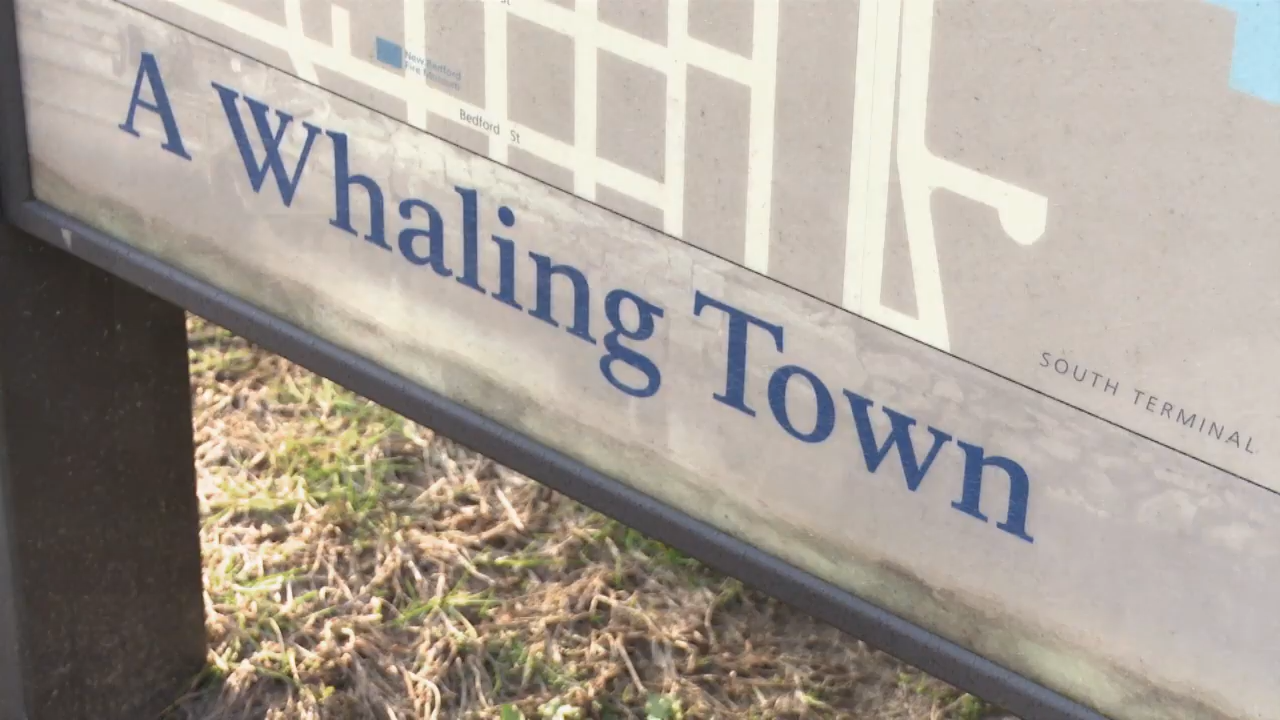 New Bedford
Fire Museum
Bedford St
A Whaling Town
SOUTH TERMINAL